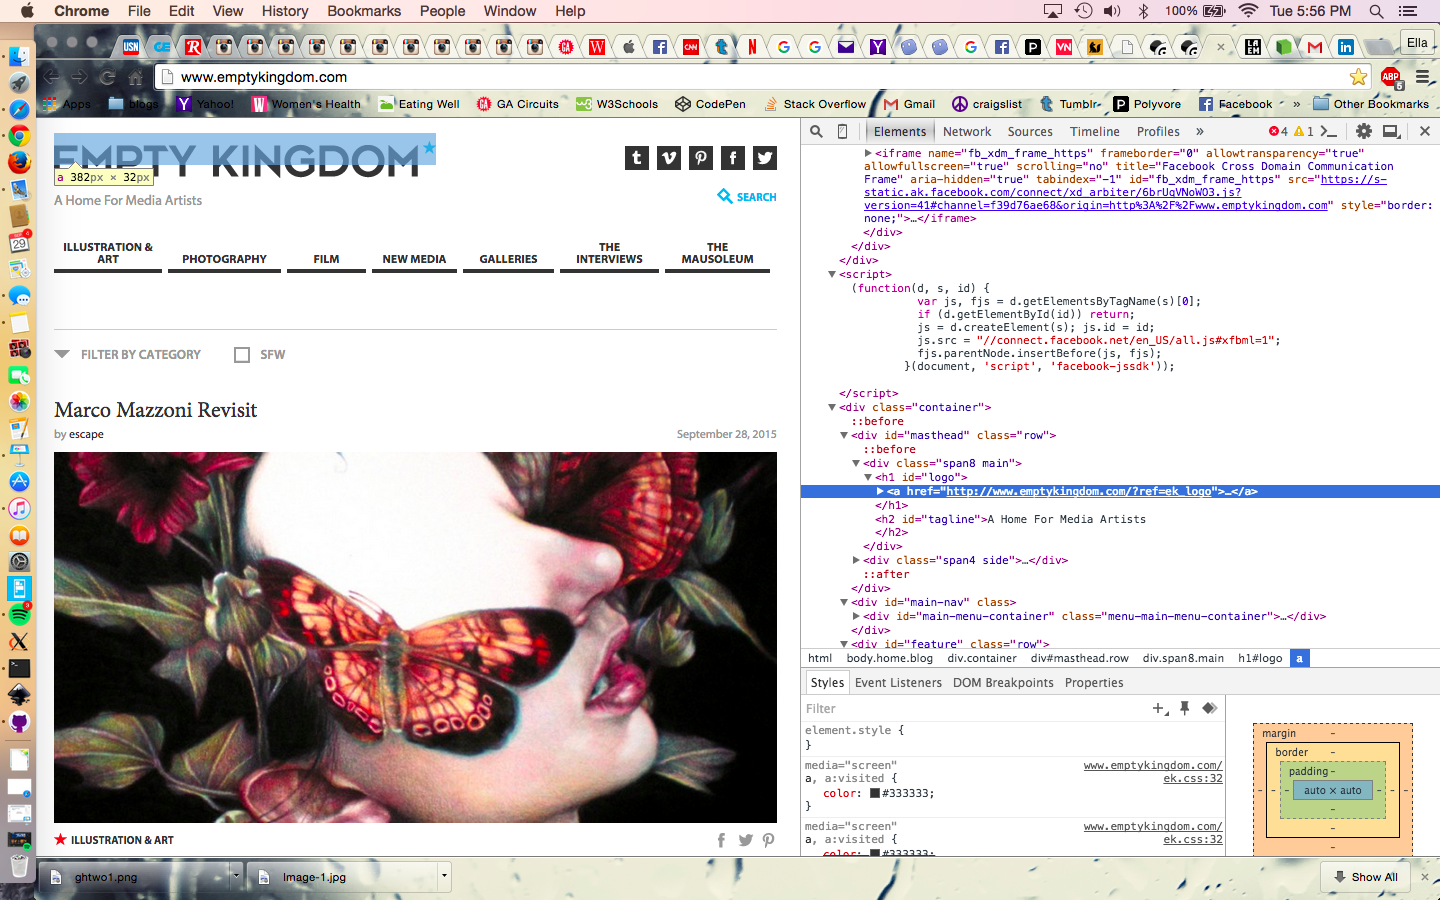 Chrome File Edit View History Bookmarks People Window Help 100% Tue 5:56 PM
Ella
www.emptykingdom.com
Apps blogs Yahoo! Women's Health Eating Well GA Circuits W3Schools CodePen Stack Overflow Gmail craigslist Tumblr Polyvore Facebook » Other Bookmarks
EMPTY KINGDOM
a 382px × 32px
A Home For Media Artists
SEARCH
ILLUSTRATION &
ART
PHOTOGRAPHY
FILM
NEW MEDIA
GALLERIES
THE
INTERVIEWS
THE
MAUSOLEUM
FILTER BY CATEGORY SFW
Marco Mazzoni Revisit
by escape September 28, 2015
ILLUSTRATION & ART
Elements Network Sources Timeline Profiles » 4 1
<iframe name="fb_xdm_frame_https" frameborder="0" allowtransparency="true"
allowfullscreen="true" scrolling="no" title="Facebook Cross Domain Communication
Frame" aria-hidden="true" tabindex="-1" id="fb_xdm_frame_https" src="https://s-
static.ak.facebook.com/connect/xd_arbiter/6brUqVNoWO3.js?
version=41#channel=f39d76ae68&origin=http%3A%2F%2Fwww.emptykingdom.com" style="border:
none;">…</iframe>
</div>
</div>
</div>
<script>
(function(d, s, id) {
var js, fjs = d.getElementsByTagName(s)[0];
if (d.getElementById(id)) return;
js = d.createElement(s); js.id = id;
js.src = "//connect.facebook.net/en_US/all.js#xfbml=1";
fjs.parentNode.insertBefore(js, fjs);
}(document, 'script', 'facebook-jssdk'));
</script>
<div class="container">
::before
<div id="masthead" class="row">
::before
<div class="span8 main">
<h1 id="logo">
<a href="http://www.emptykingdom.com/?ref=ek_logo">…</a>
</h1>
<h2 id="tagline">A Home For Media Artists
</h2>
</div>
<div class="span4 side">…</div>
::after
</div>
<div id="main-nav" class>
<div id="main-menu-container" class="menu-main-menu-container">…</div>
</div>
<div id="feature" class="row">
html body.home.blog div.container div#masthead.row div.span8.main h1#logo a
Styles Event Listeners DOM Breakpoints Properties
Filter
element.style {
}
media="screen" www.emptykingdom.com/
a, a:visited { ek.css:32
color: #333333;
}
media="screen" www.emptykingdom.com/
a, a:visited { ek.css:32
color: #333333;
margin -
border -
padding -
- - - auto × auto - - -
-
-
-
ghtwo1.png Image-1.jpg Show All